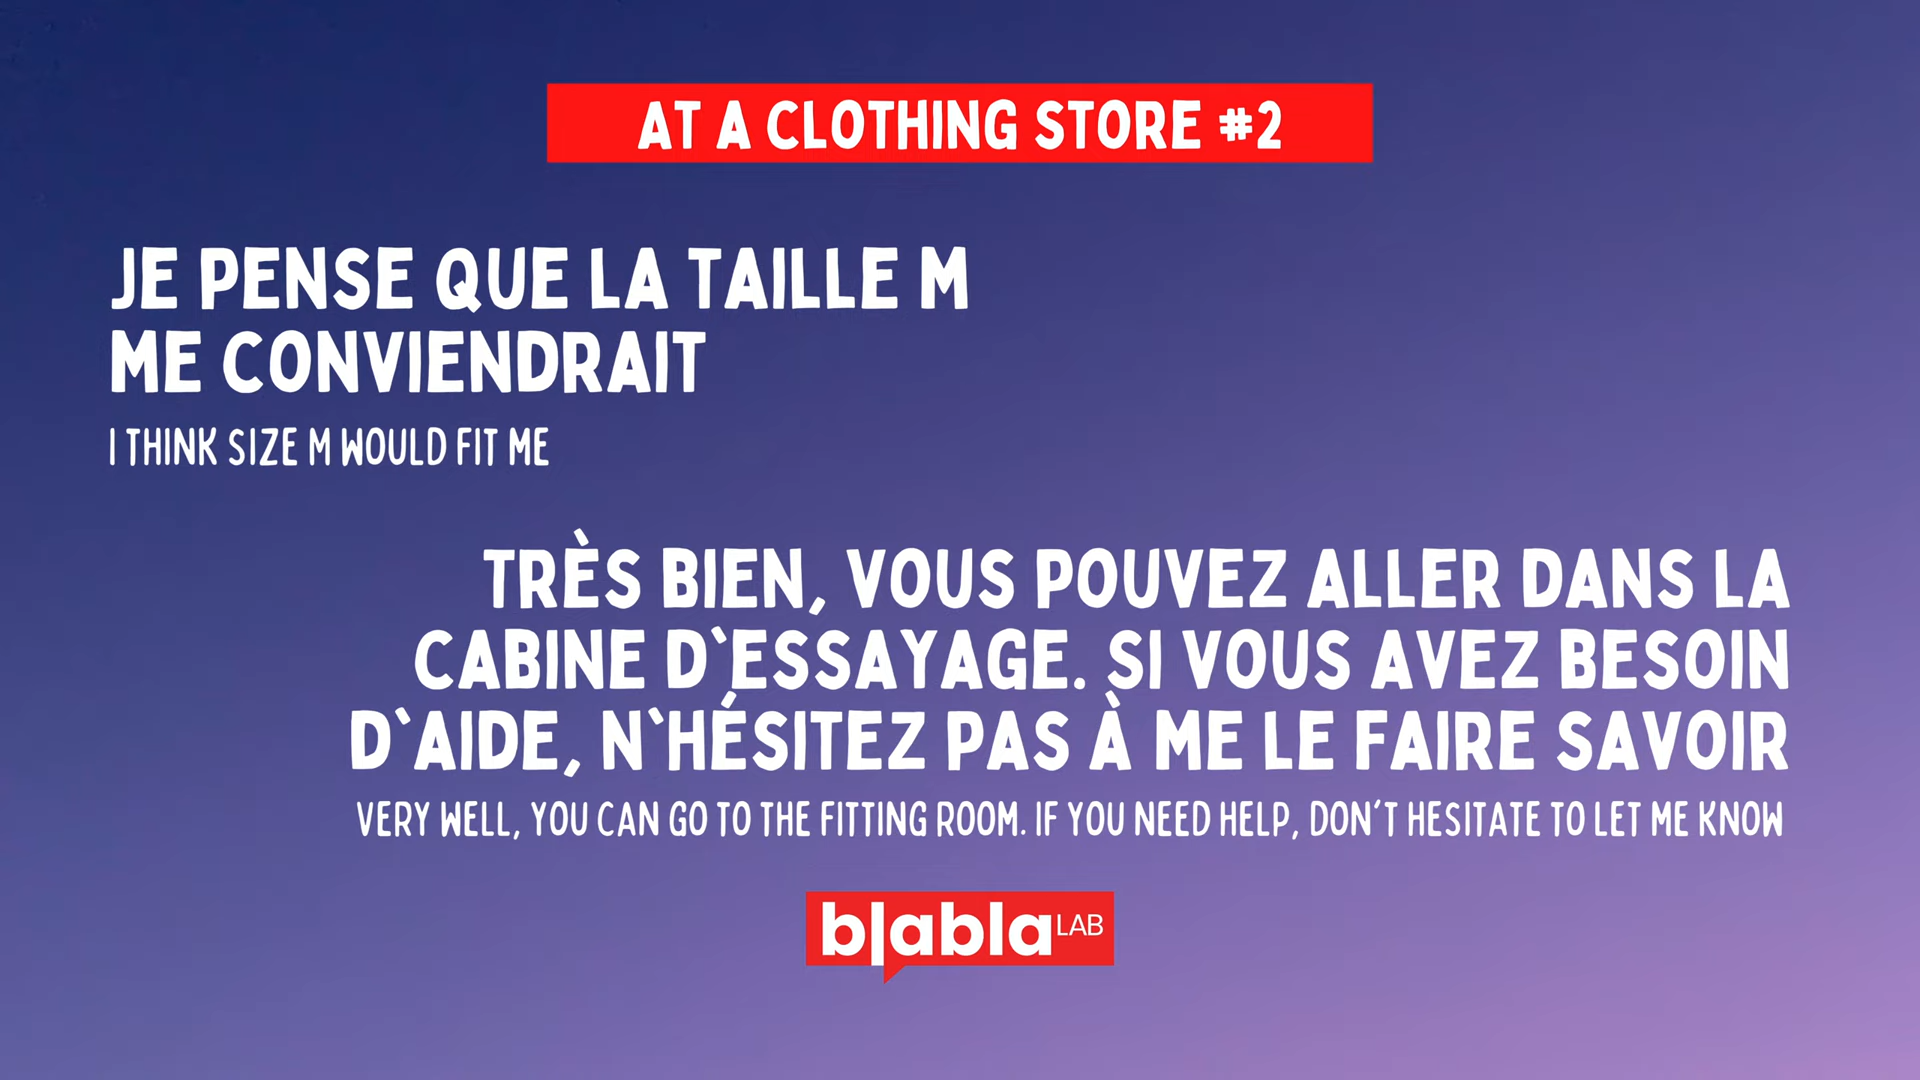 AT A CLOTHING STORE #2
JE PENSE QUE LA TAILLE M
ME CONVIENDRAIT
I THINK SIZE M WOULD FIT ME
TRÈS BIEN, VOUS POUVEZ ALLER DANS LA
CABINE D`ESSAYAGE. SI VOUS AVEZ BESOIN
D`AIDE, N`HÉSITEZ PAS À ME LE FAIRE SAVOIR
VERY WELL, YOU CAN GO TO THE FITTING ROOM. IF YOU NEED HELP, DON'T HESITATE TO LET ME KNOW
blabla LAB